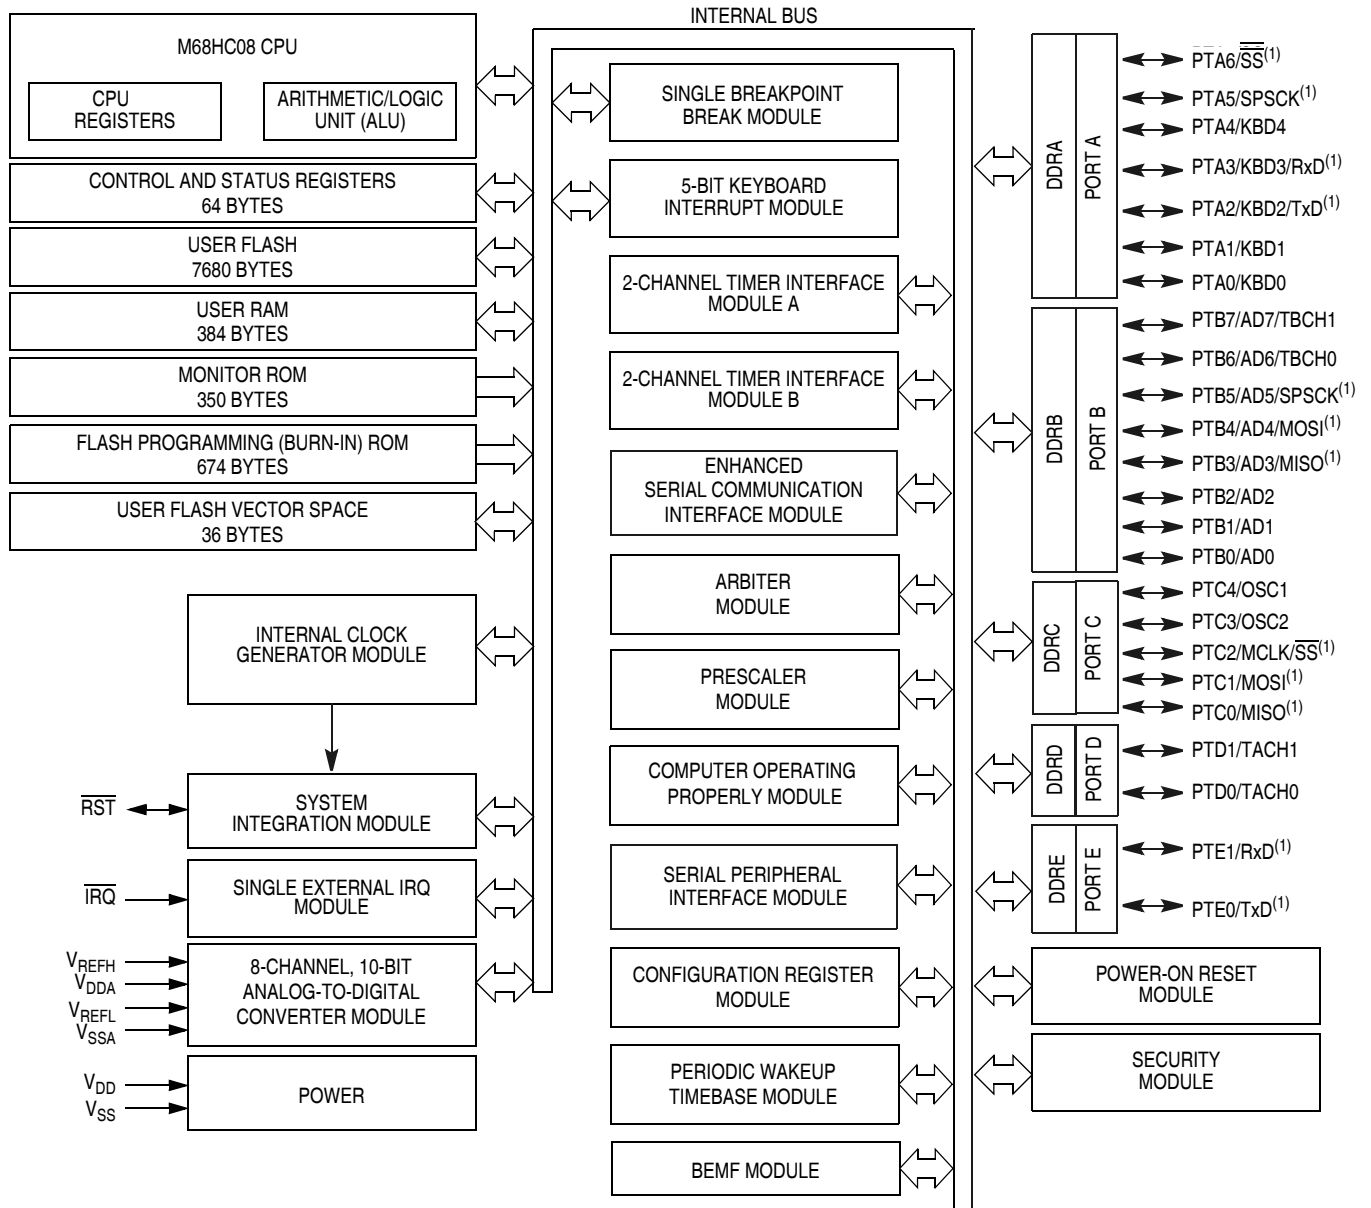 INTERNAL BUS
M68HC08 CPU
CPU
REGISTERS
ARITHMETIC/LOGIC
UNIT (ALU)
CONTROL AND STATUS REGISTERS
64 BYTES
USER FLASH
7680 BYTES
USER RAM
384 BYTES
MONITOR ROM
350 BYTES
FLASH PROGRAMMING (BURN-IN) ROM
674 BYTES
USER FLASH VECTOR SPACE
36 BYTES
INTERNAL CLOCK
GENERATOR MODULE
R̅S̅T̅
SYSTEM
INTEGRATION MODULE
I̅R̅Q̅
SINGLE EXTERNAL IRQ
MODULE
VREFH
VDDA
VREFL
VSSA
8-CHANNEL, 10-BIT
ANALOG-TO-DIGITAL
CONVERTER MODULE
VDD
VSS
POWER
SINGLE BREAKPOINT
BREAK MODULE
5-BIT KEYBOARD
INTERRUPT MODULE
2-CHANNEL TIMER INTERFACE
MODULE A
2-CHANNEL TIMER INTERFACE
MODULE B
ENHANCED
SERIAL COMMUNICATION
INTERFACE MODULE
ARBITER
MODULE
PRESCALER
MODULE
COMPUTER OPERATING
PROPERLY MODULE
SERIAL PERIPHERAL
INTERFACE MODULE
CONFIGURATION REGISTER
MODULE
PERIODIC WAKEUP
TIMEBASE MODULE
BEMF MODULE
DDRA
PORT A
PTA6/S̅S̅(1)
PTA5/SPSCK(1)
PTA4/KBD4
PTA3/KBD3/RxD(1)
PTA2/KBD2/TxD(1)
PTA1/KBD1
PTA0/KBD0
DDRB
PORT B
PTB7/AD7/TBCH1
PTB6/AD6/TBCH0
PTB5/AD5/SPSCK(1)
PTB4/AD4/MOSI(1)
PTB3/AD3/MISO(1)
PTB2/AD2
PTB1/AD1
PTB0/AD0
DDRC
PORT C
PTC4/OSC1
PTC3/OSC2
PTC2/MCLK/S̅S̅(1)
PTC1/MOSI(1)
PTC0/MISO(1)
DDRD
PORT D
PTD1/TACH1
PTD0/TACH0
DDRE
PORT E
PTE1/RxD(1)
PTE0/TxD(1)
POWER-ON RESET
MODULE
SECURITY
MODULE